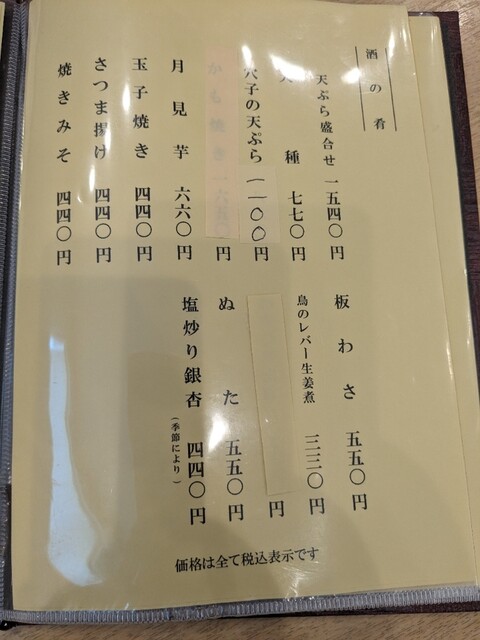 酒の肴
天ぷら盛合せ 一五四〇円
天種 七七〇円
穴子の天ぷら 一一〇〇円
円
月見芋 六六〇円
玉子焼き 四四〇円
さつま揚げ 四四〇円
焼きみそ 四四〇円
板わさ 五五〇円
鳥のレバー生姜煮 三三〇円
円
ぬた 五五〇円
塩炒り銀杏 四四〇円
(季節により)
価格は全て税込表示です